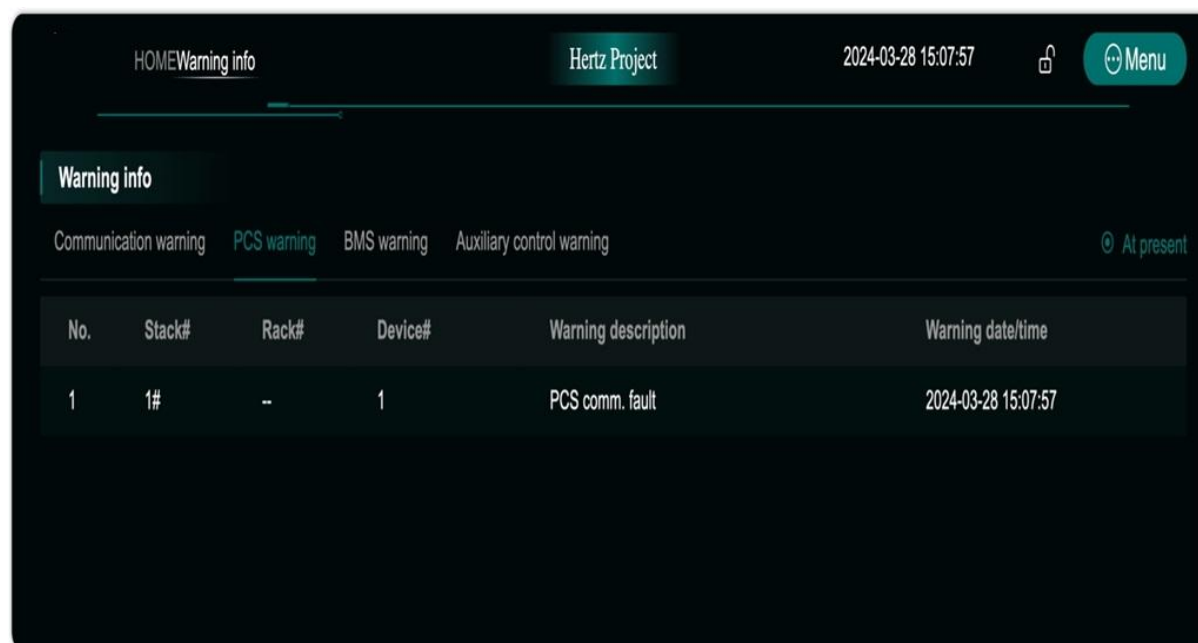 HOMEWarning info Hertz Project 2024-03-28 15:07:57 Menu
Warning info
Communication warning PCS warning BMS warning Auxiliary control warning At present
No. Stack# Rack# Device# Warning description Warning date/time
1 1# -- 1 PCS comm. fault 2024-03-28 15:07:57